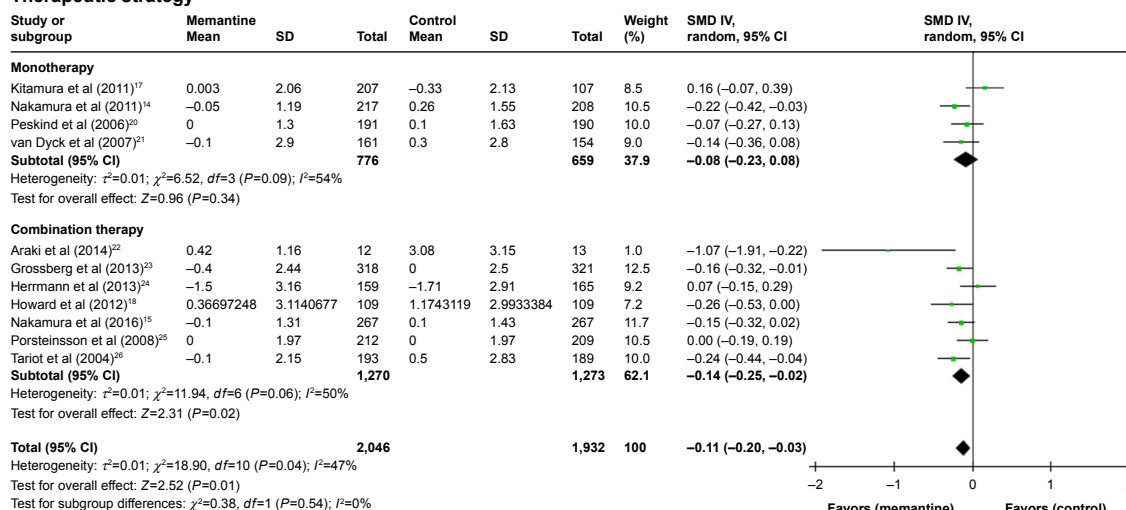 Therapeutic strategy
Study or subgroup Memantine Mean SD Total Control Mean SD Total Weight (%) SMD IV, random, 95% CI SMD IV, random, 95% CI
Monotherapy
Kitamura et al (2011)¹⁷ 0.003 2.06 207 –0.33 2.13 107 8.5 0.16 (–0.07, 0.39)
Nakamura et al (2011)¹⁴ –0.05 1.19 217 0.26 1.55 208 10.5 –0.22 (–0.42, –0.03)
Peskind et al (2006)²⁰ 0 1.3 191 0.1 1.63 190 10.0 –0.07 (–0.27, 0.13)
van Dyck et al (2007)²¹ –0.1 2.9 161 0.3 2.8 154 9.0 –0.14 (–0.36, 0.08)
Subtotal (95% CI) 776 659 37.9 –0.08 (–0.23, 0.08)
Heterogeneity: τ²=0.01; χ²=6.52, df=3 (P=0.09); I²=54%
Test for overall effect: Z=0.96 (P=0.34)
Combination therapy
Araki et al (2014)²² 0.42 1.16 12 3.08 3.15 13 1.0 –1.07 (–1.91, –0.22)
Grossberg et al (2013)²³ –0.4 2.44 318 0 2.5 321 12.5 –0.16 (–0.32, –0.01)
Herrmann et al (2013)²⁴ –1.5 3.16 159 –1.71 2.91 165 9.2 0.07 (–0.15, 0.29)
Howard et al (2012)¹⁸ 0.36697248 3.1140677 109 1.1743119 2.9933384 109 7.2 –0.26 (–0.53, 0.00)
Nakamura et al (2016)¹⁵ –0.1 1.31 267 0.1 1.43 267 11.7 –0.15 (–0.32, 0.02)
Porsteinsson et al (2008)²⁵ 0 1.97 212 0 1.97 209 10.5 0.00 (–0.19, 0.19)
Tariot et al (2004)²⁶ –0.1 2.15 193 0.5 2.83 189 10.0 –0.24 (–0.44, –0.04)
Subtotal (95% CI) 1,270 1,273 62.1 –0.14 (–0.25, –0.02)
Heterogeneity: τ²=0.01; χ²=11.94, df=6 (P=0.06); I²=50%
Test for overall effect: Z=2.31 (P=0.02)
Total (95% CI) 2,046 1,932 100 –0.11 (–0.20, –0.03)
Heterogeneity: τ²=0.01; χ²=18.90, df=10 (P=0.04); I²=47%
Test for overall effect: Z=2.52 (P=0.01)
Test for subgroup differences: χ²=0.38, df=1 (P=0.54); I²=0%
–2 –1 0 1
Favors (memantine) Favors (control)